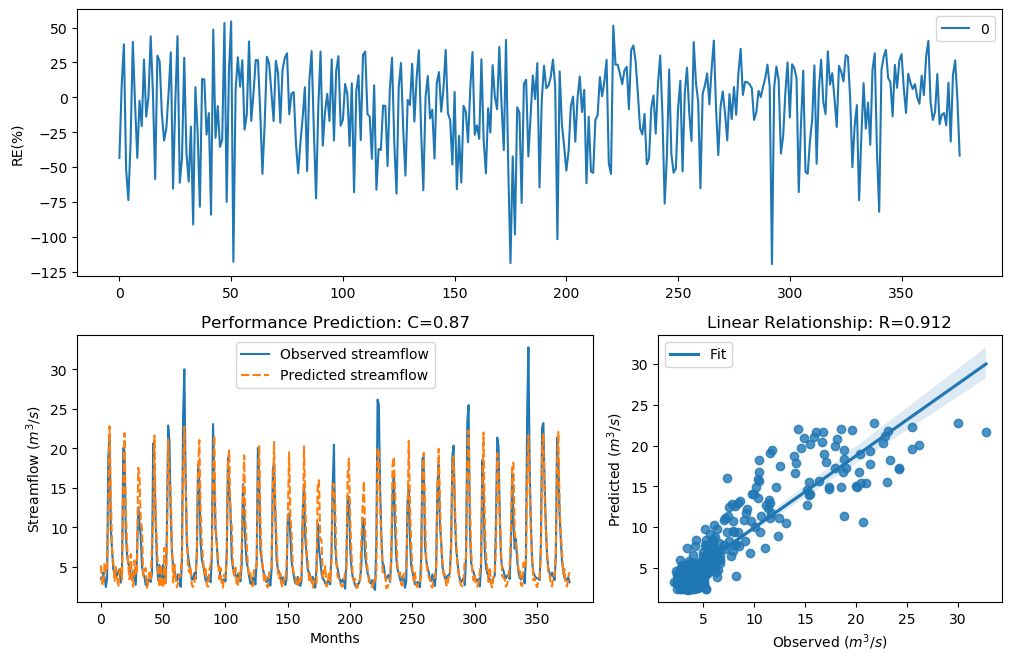 RE(%)
50
25
0
−25
−50
−75
−100
−125
0
0 50 100 150 200 250 300 350
Performance Prediction: C=0.87
Streamflow (m³/s)
30
25
20
15
10
5
Observed streamflow
Predicted streamflow
0 50 100 150 200 250 300 350
Months
Linear Relationship: R=0.912
Predicted (m³/s)
30
25
20
15
10
5
Fit
5 10 15 20 25 30
Observed (m³/s)